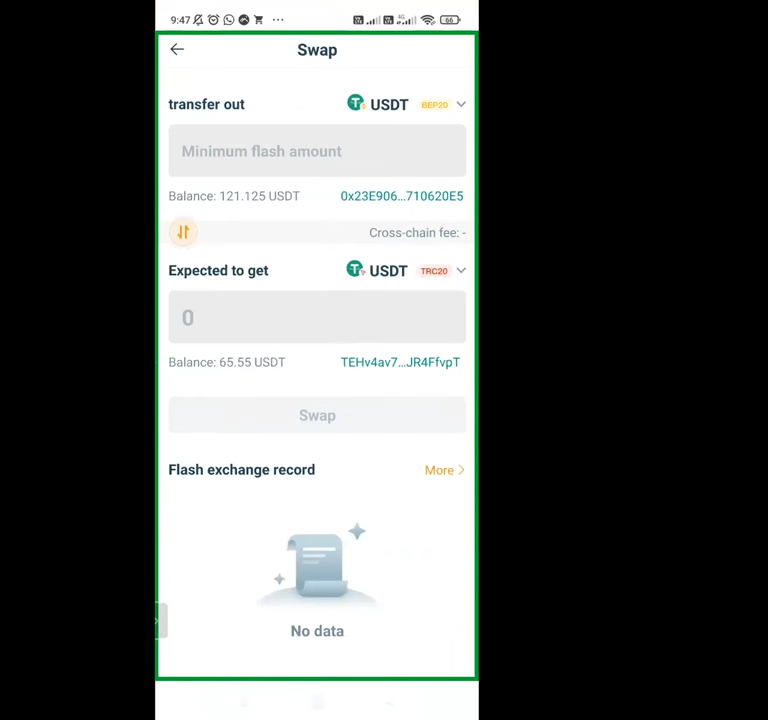 9:47
66
Swap
transfer out
USDT BEP20
Minimum flash amount
Balance: 121.125 USDT 0x23E906...710620E5
Cross-chain fee: -
Expected to get
USDT TRC20
0
Balance: 65.55 USDT TEHv4av7...JR4FfvpT
Swap
Flash exchange record More
No data